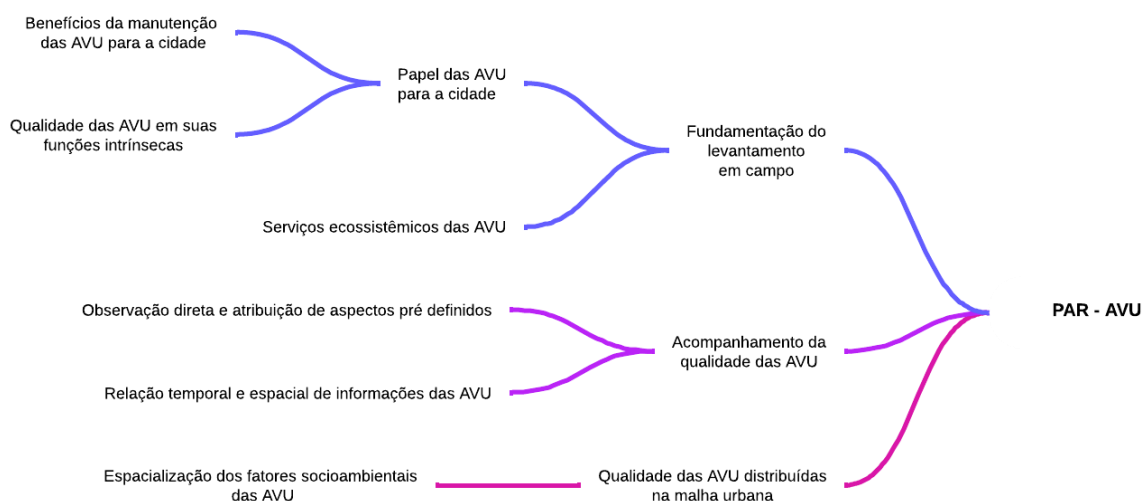 Benefícios da manutenção
das AVU para a cidade
Papel das AVU
para a cidade
Qualidade das AVU em suas
funções intrínsecas
Fundamentação do
levantamento
em campo
Serviços ecossistêmicos das AVU
Observação direta e atribuição de aspectos pré definidos
PAR - AVU
Acompanhamento da
qualidade das AVU
Relação temporal e espacial de informações das AVU
Espacialização dos fatores socioambientais
das AVU
Qualidade das AVU distribuídas
na malha urbana